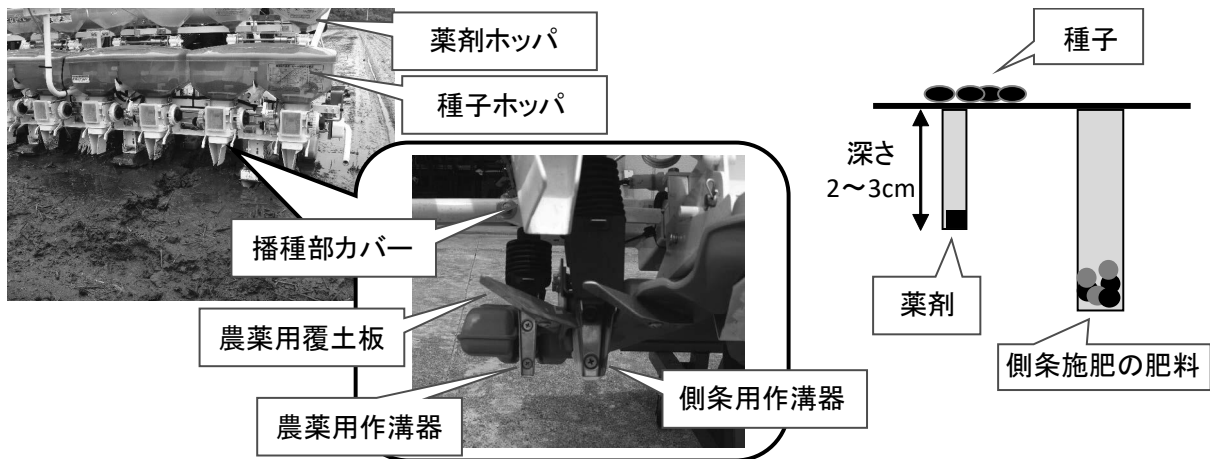 薬剤ホッパ
種子ホッパ
播種部カバー
農薬用覆土板
農薬用作溝器
側条用作溝器
種子
深さ
2～3cm
薬剤
側条施肥の肥料